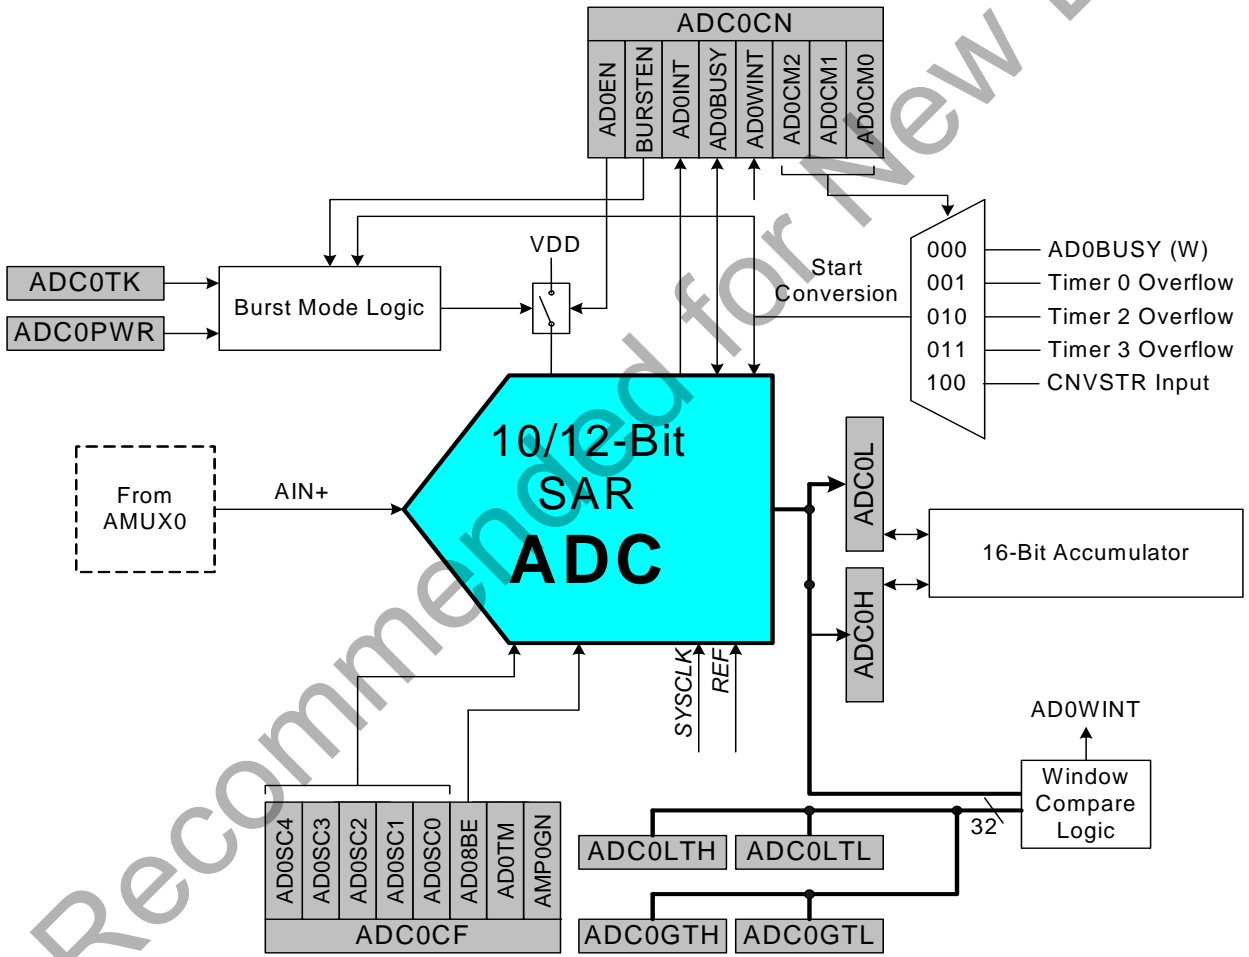 ADC0CN
AD0EN
BURSTEN
AD0INT
AD0BUSY
AD0WINT
AD0CM2
AD0CM1
AD0CM0
VDD
ADC0TK
ADC0PWR
Burst Mode Logic
Start
Conversion
000
001
010
011
100
AD0BUSY (W)
Timer 0 Overflow
Timer 2 Overflow
Timer 3 Overflow
CNVSTR Input
From
AMUX0
AIN+
10/12-Bit
SAR
ADC
ADC0L
ADC0H
16-Bit Accumulator
SYSCLK
REF
AD0WINT
Window
Compare
Logic
32
AD0SC4
AD0SC3
AD0SC2
AD0SC1
AD0SC0
AD08BE
AD0TM
AMP0GN
ADC0CF
ADC0LTH
ADC0LTL
ADC0GTH
ADC0GTL
Recommended for New